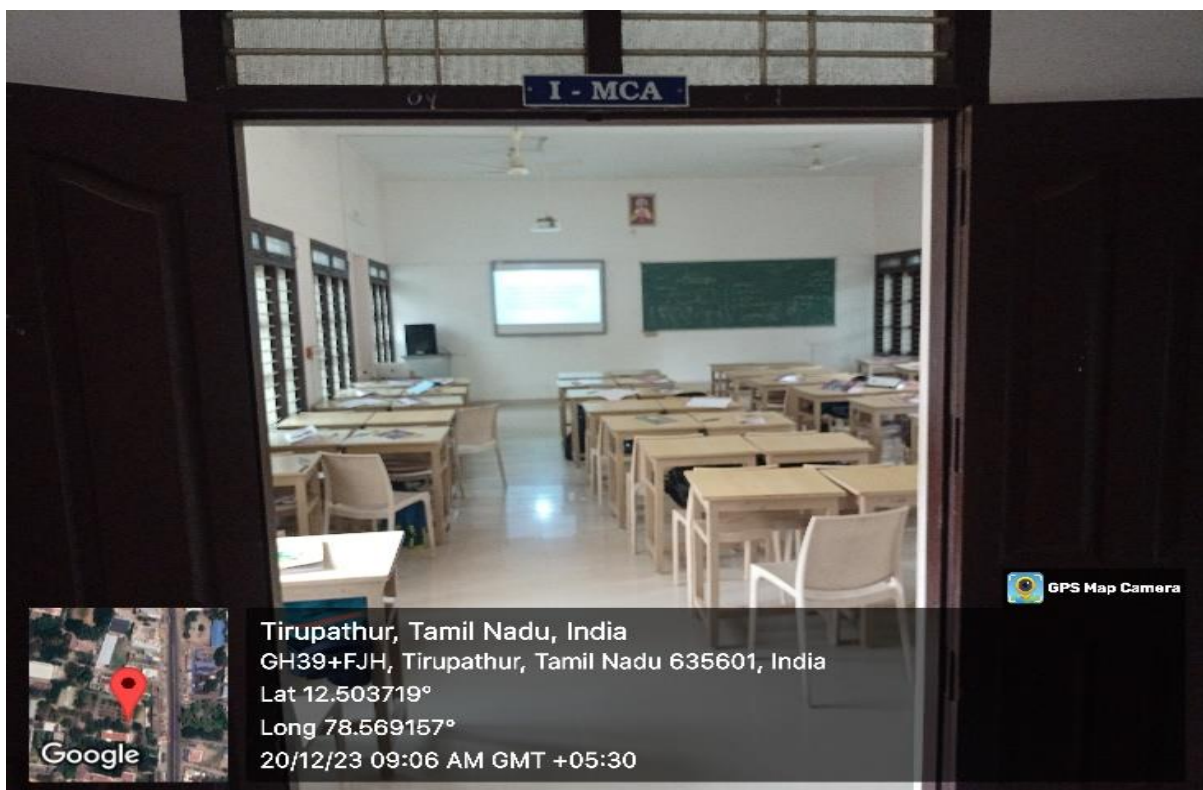 I - MCA
GPS Map Camera
Tirupathur, Tamil Nadu, India
GH39+FJH, Tirupathur, Tamil Nadu 635601, India
Lat 12.503719°
Long 78.569157°
20/12/23 09:06 AM GMT +05:30
Google